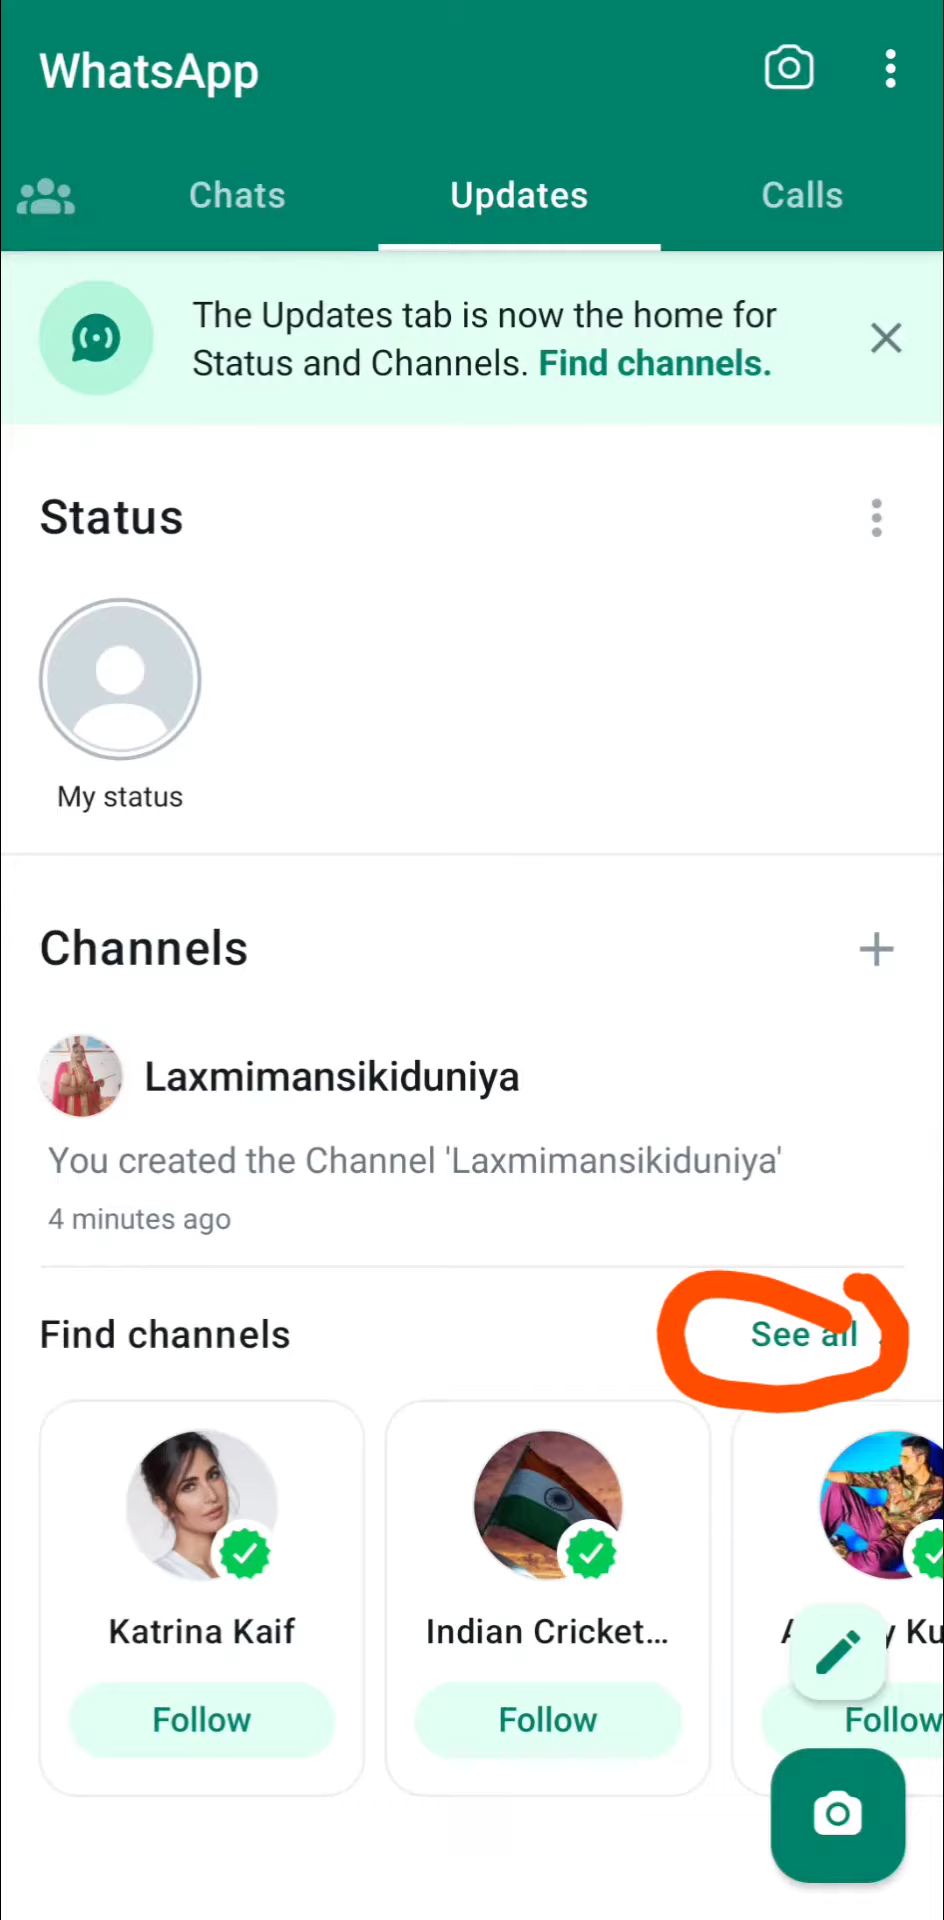 WhatsApp
Chats
Updates
Calls
The Updates tab is now the home for
Status and Channels. Find channels.
Status
My status
Channels
Laxmimansikiduniya
You created the Channel 'Laxmimansikiduniya'
4 minutes ago
Find channels
See all
Katrina Kaif
Indian Cricket...
Follow
Follow
Follow